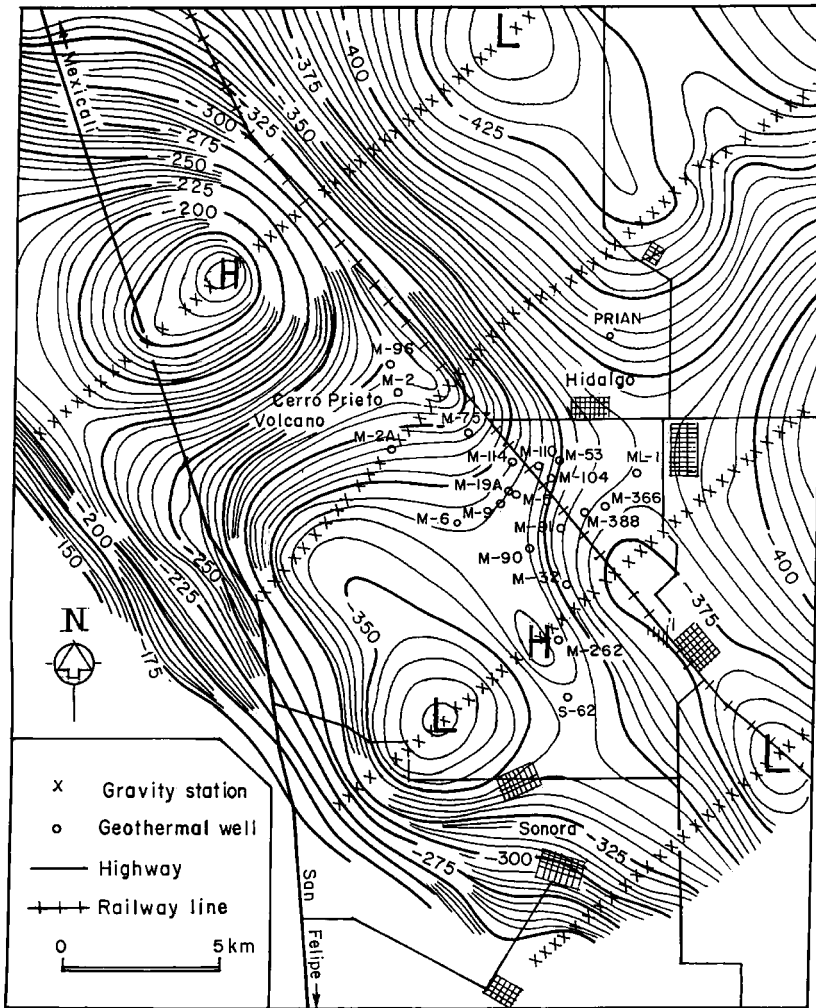 L
Mexicali
-375
-400
-300
-325
-350
-275
-250
-425
-225
-200
H
PRIAN
M-96
M-2
Hidalgo
Cerro Prieto
Volcano
M-75
M-2A
M-114
M-110
M-53
ML-1
M-104
M-19A
M-8
M-366
M-9
M-388
M-6
M-91
M-90
-200
-250
-400
-150
M-32
-225
-375
-350
N
-175
H
M-262
L
S-62
L
x Gravity station
o Geothermal well
Highway
Railway line
0 5 km
Sonora
-325
-300
-275
San
Felipe